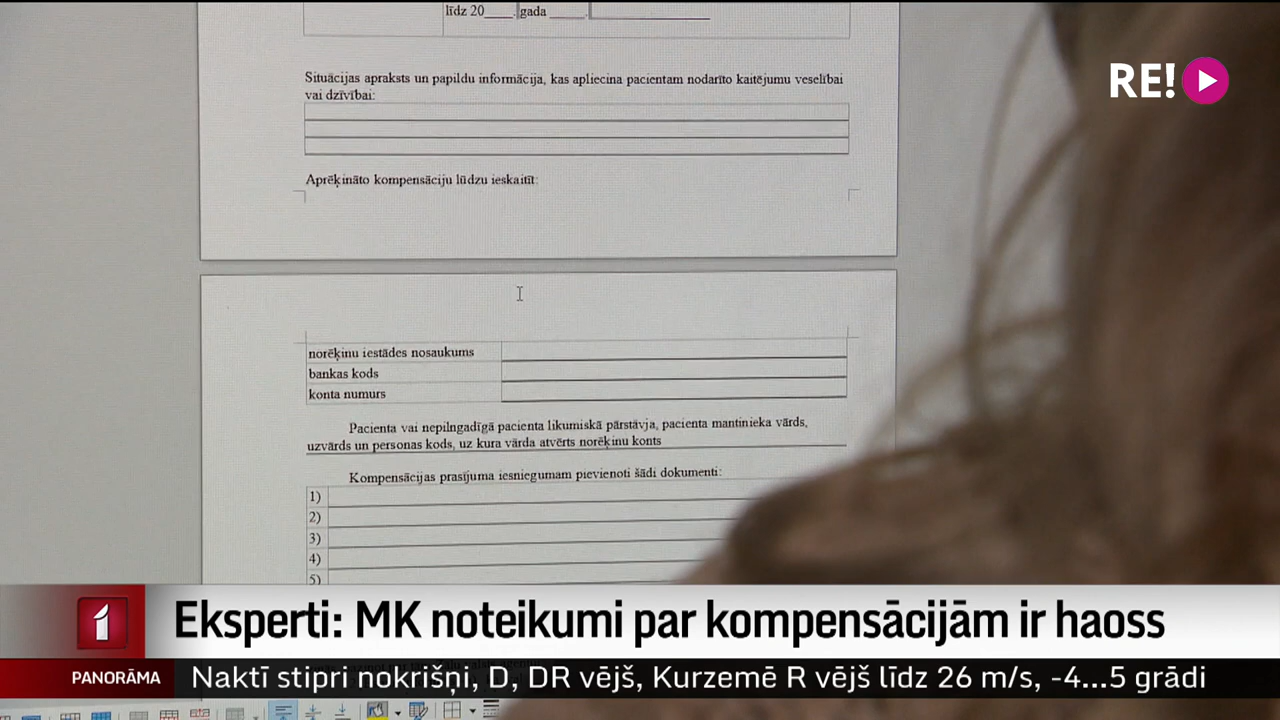 līdz 20____. gada _____.
RE!
Situācijas apraksts un papildu informācija, kas apliecina pacientam nodarīto kaitējumu veselībai
vai dzīvībai:
Aprēķināto kompensāciju lūdzu ieskaitīt:
norēķinu iestādes nosaukums
bankas kods
konta numurs
Pacienta vai nepilngadīgā pacienta likumiskā pārstāvja, pacienta mantinieka vārds,
uzvārds un personas kods, uz kura vārda atvērts norēķinu konts
Kompensācijas prasījuma iesniegumam pievienoti šādi dokumenti:
1)
2)
3)
4)
5)
1 Eksperti: MK noteikumi par kompensācijām ir haoss
PANORĀMA Naktī stipri nokrišņi, D, DR vējš, Kurzemē R vējš līdz 26 m/s, -4...5 grādi